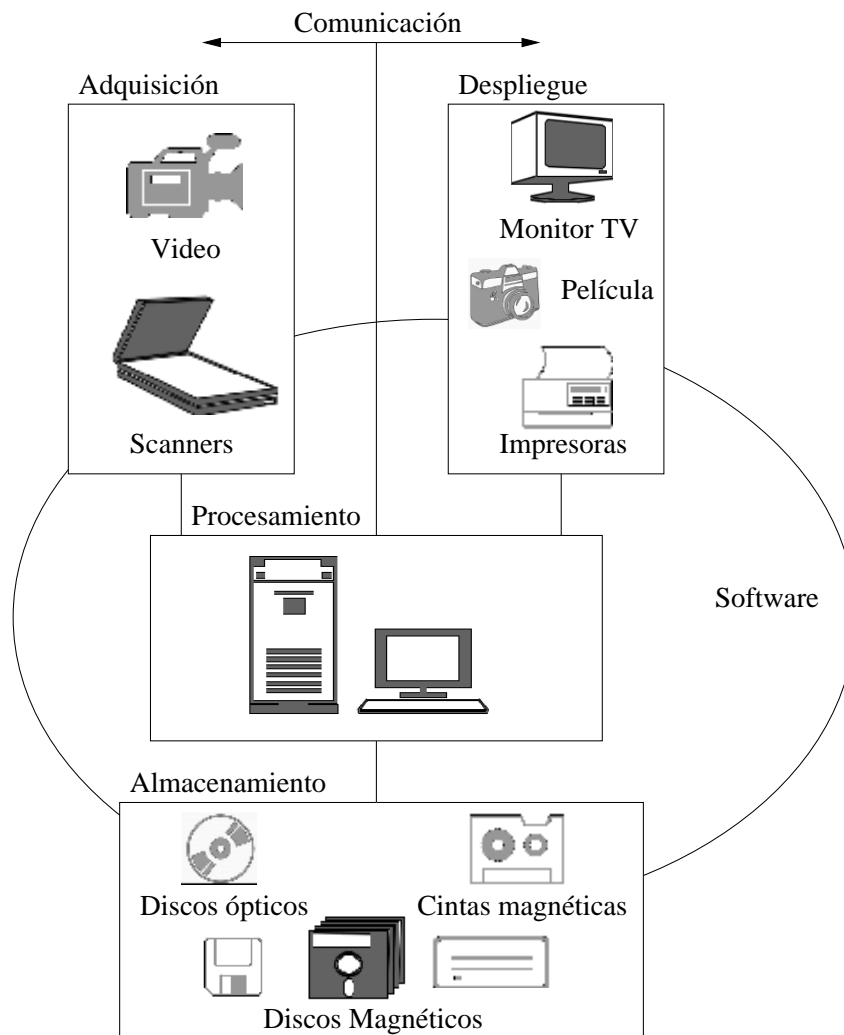 Comunicación
Adquisición
Despliegue
Video
Scanners
Monitor TV
Película
Impresoras
Procesamiento
Software
Almacenamiento
Discos ópticos
Cintas magnéticas
Discos Magnéticos